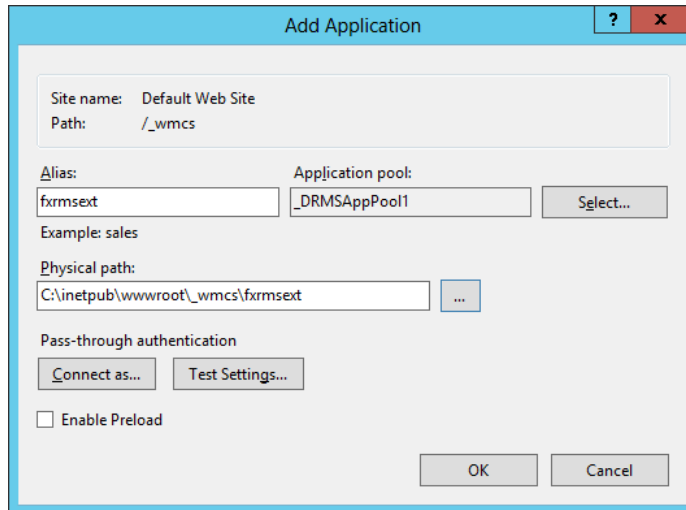 Add Application
?
x
Site name: Default Web Site
Path: /_wmcs
Alias: Application pool:
fxrmsext _DRMSAppPool1 Select...
Example: sales
Physical path:
C:\inetpub\wwwroot\_wmcs\fxrmsext ...
Pass-through authentication
Connect as... Test Settings...
Enable Preload
OK Cancel